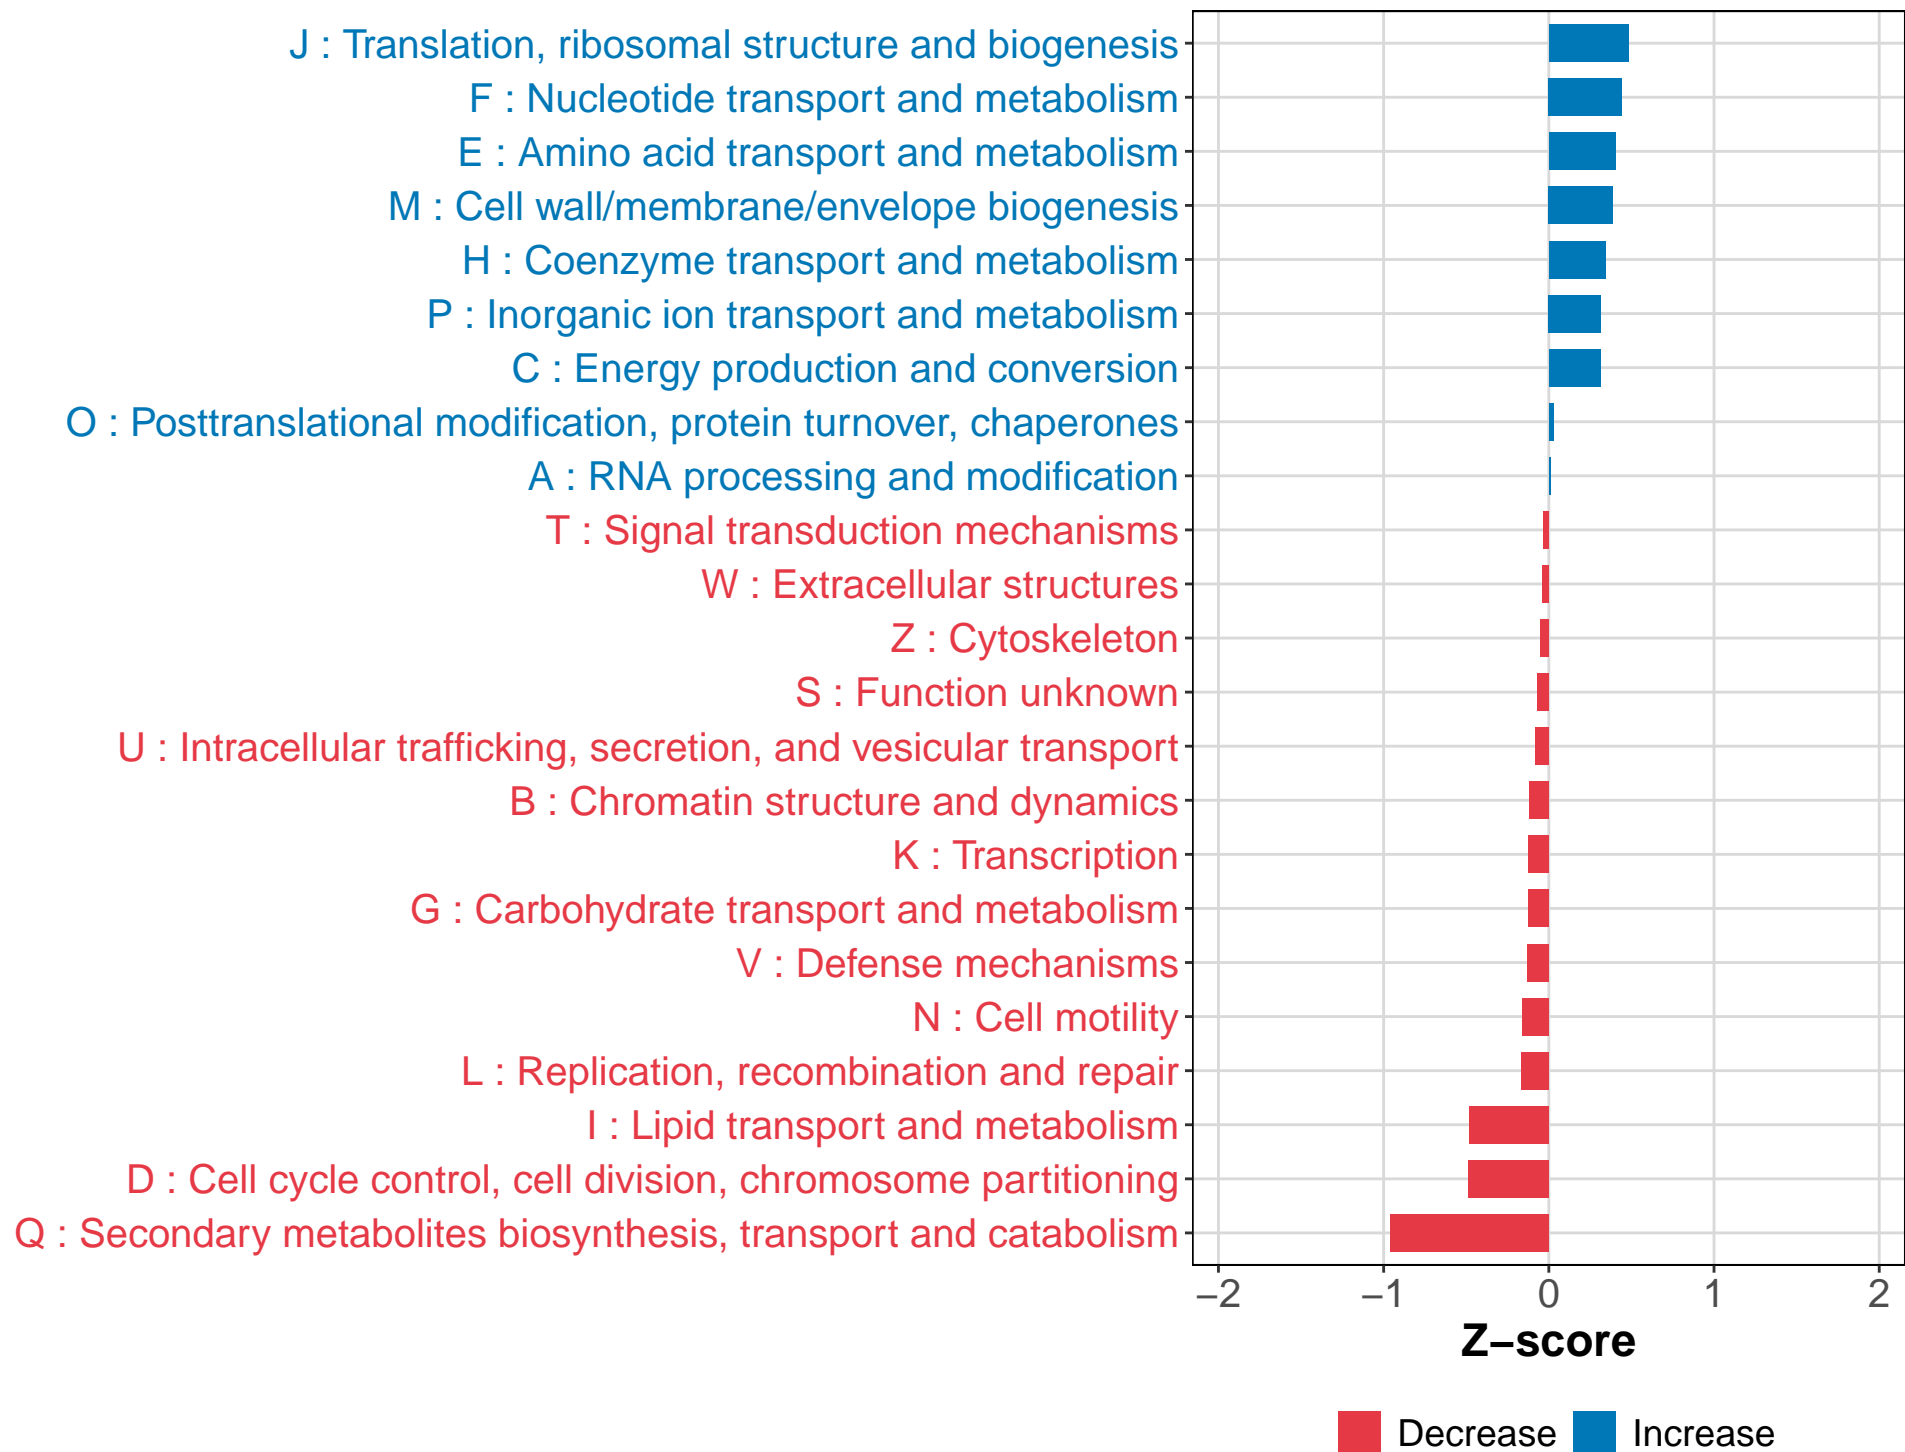 J : Translation, ribosomal structure and biogenesis
F : Nucleotide transport and metabolism
E : Amino acid transport and metabolism
M : Cell wall/membrane/envelope biogenesis
H : Coenzyme transport and metabolism
P : Inorganic ion transport and metabolism
C : Energy production and conversion
O : Posttranslational modification, protein turnover, chaperones
A : RNA processing and modification
T : Signal transduction mechanisms
W : Extracellular structures
Z : Cytoskeleton
S : Function unknown
U : Intracellular trafficking, secretion, and vesicular transport
B : Chromatin structure and dynamics
K : Transcription
G : Carbohydrate transport and metabolism
V : Defense mechanisms
N : Cell motility
L : Replication, recombination and repair
I : Lipid transport and metabolism
D : Cell cycle control, cell division, chromosome partitioning
Q : Secondary metabolites biosynthesis, transport and catabolism
−2 −1 0 1 2
Z−score
Decrease Increase